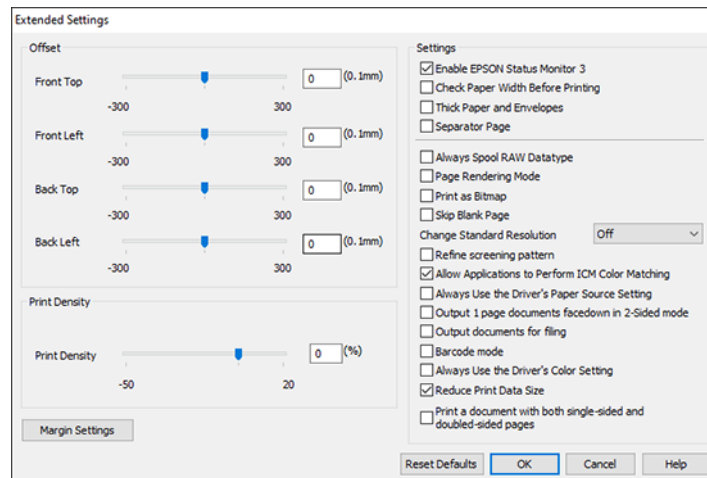 Extended Settings
Offset
Front Top
0 (0.1mm)
-300 300
Front Left
0 (0.1mm)
-300 300
Back Top
0 (0.1mm)
-300 300
Back Left
0 (0.1mm)
-300 300
Print Density
Print Density
0 (%)
-50 20
Margin Settings
Settings
Enable EPSON Status Monitor 3
Check Paper Width Before Printing
Thick Paper and Envelopes
Separator Page
Always Spool RAW Datatype
Page Rendering Mode
Print as Bitmap
Skip Blank Page
Change Standard Resolution Off
Refine screening pattern
Allow Applications to Perform ICM Color Matching
Always Use the Driver's Paper Source Setting
Output 1 page documents facedown in 2-Sided mode
Output documents for filing
Barcode mode
Always Use the Driver's Color Setting
Reduce Print Data Size
Print a document with both single-sided and
doubled-sided pages
Reset Defaults OK Cancel Help